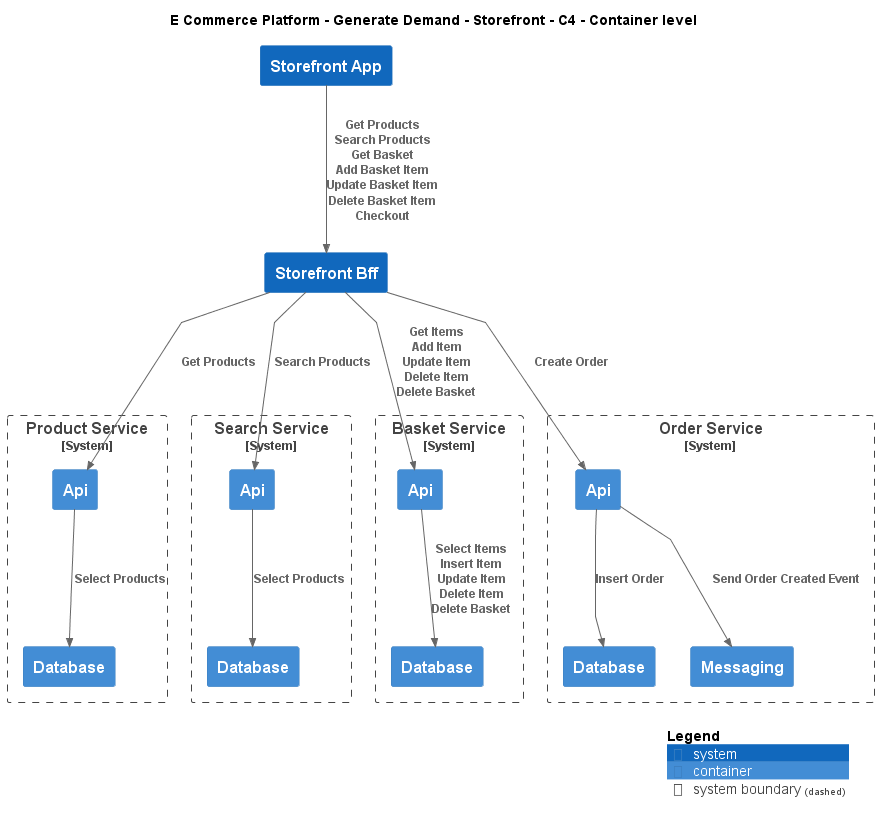 E Commerce Platform - Generate Demand - Storefront - C4 - Container level
Storefront App
Get Products
Search Products
Get Basket
Add Basket Item
Update Basket Item
Delete Basket Item
Checkout
Storefront Bff
Get Products
Search Products
Get Items
Add Item
Update Item
Delete Item
Delete Basket
Create Order
Product Service
[System]
Api
Select Products
Database
Search Service
[System]
Api
Select Products
Database
Basket Service
[System]
Api
Select Items
Insert Item
Update Item
Delete Item
Delete Basket
Database
Order Service
[System]
Api
Insert Order
Send Order Created Event
Database
Messaging
Legend
system
container
system boundary (dashed)